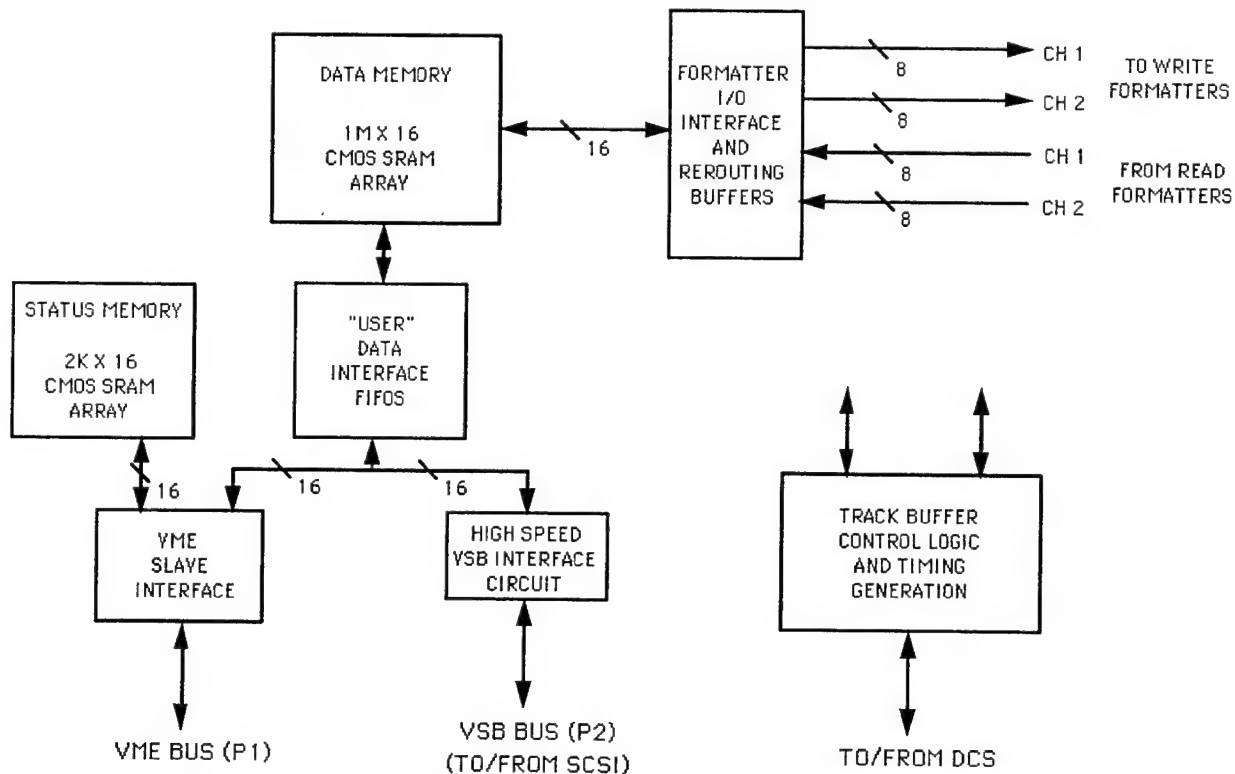 DATA MEMORY
1M X 16
CMOS SRAM
ARRAY
16
FORMATTER
I/O
INTERFACE
AND
REROUTING
BUFFERS
8
CH 1
8
CH 2
TO WRITE
FORMATTERS
8
CH 1
8
CH 2
FROM READ
FORMATTERS
STATUS MEMORY
2K X 16
CMOS SRAM
ARRAY
"USER"
DATA
INTERFACE
FIFOS
16
16
16
VME
SLAVE
INTERFACE
HIGH SPEED
VSB INTERFACE
CIRCUIT
TRACK BUFFER
CONTROL LOGIC
AND TIMING
GENERATION
VME BUS (P1)
VSB BUS (P2)
(TO/FROM SCSI)
TO/FROM DCS